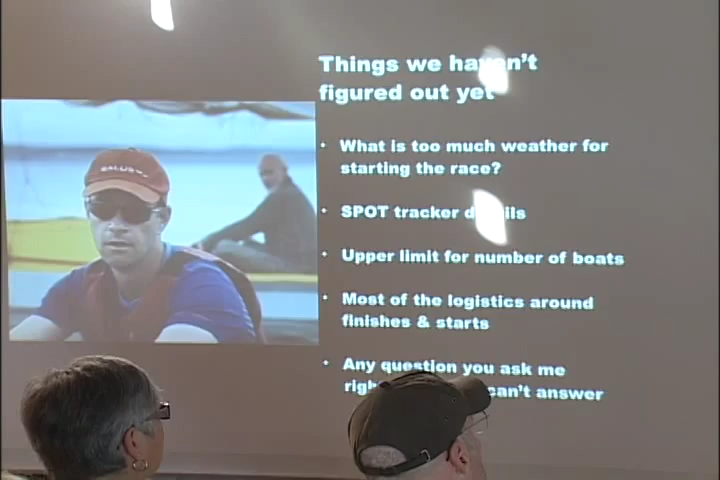 Things we haven't
figured out yet
• What is too much weather for
starting the race?
• SPOT tracker
• Upper limit for number of boats
• Most of the logistics around
finishes & starts
• Any question you ask me
can't answer